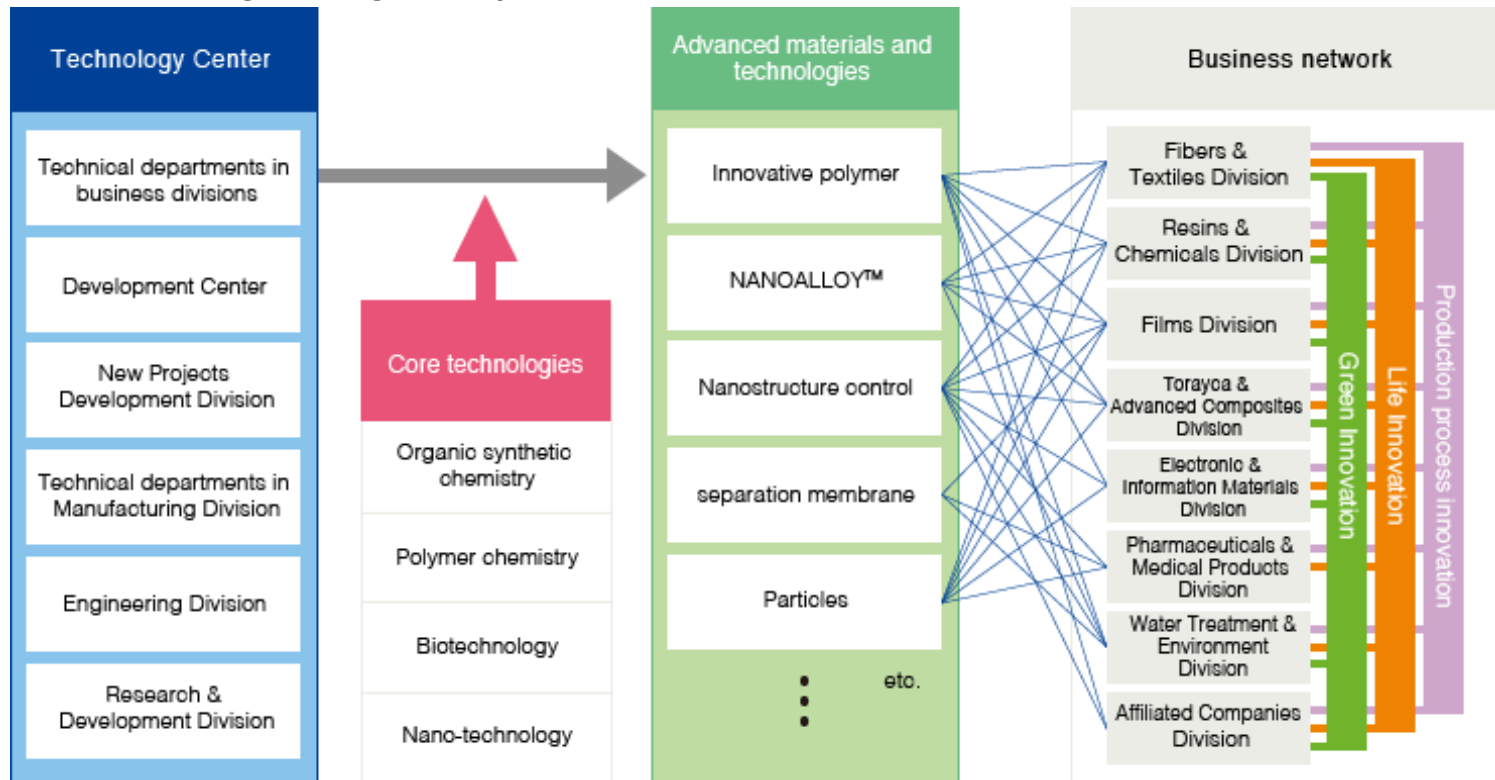 Technology Center
Technical departments in
business divisions
Development Center
New Projects
Development Division
Technical departments in
Manufacturing Division
Engineering Division
Research &
Development Division
Core technologies
Organic synthetic
chemistry
Polymer chemistry
Biotechnology
Nano-technology
Advanced materials and
technologies
Innovative polymer
NANOALLOY™
Nanostructure control
separation membrane
Particles
etc.
Business network
Fibers &
Textiles Division
Resins &
Chemicals Division
Films Division
Torayca &
Advanced Composites
Division
Electronic &
Information Materials
Division
Pharmaceuticals &
Medical Products
Division
Water Treatment &
Environment
Division
Affiliated Companies
Division
Green Innovation
Life Innovation
Production process innovation